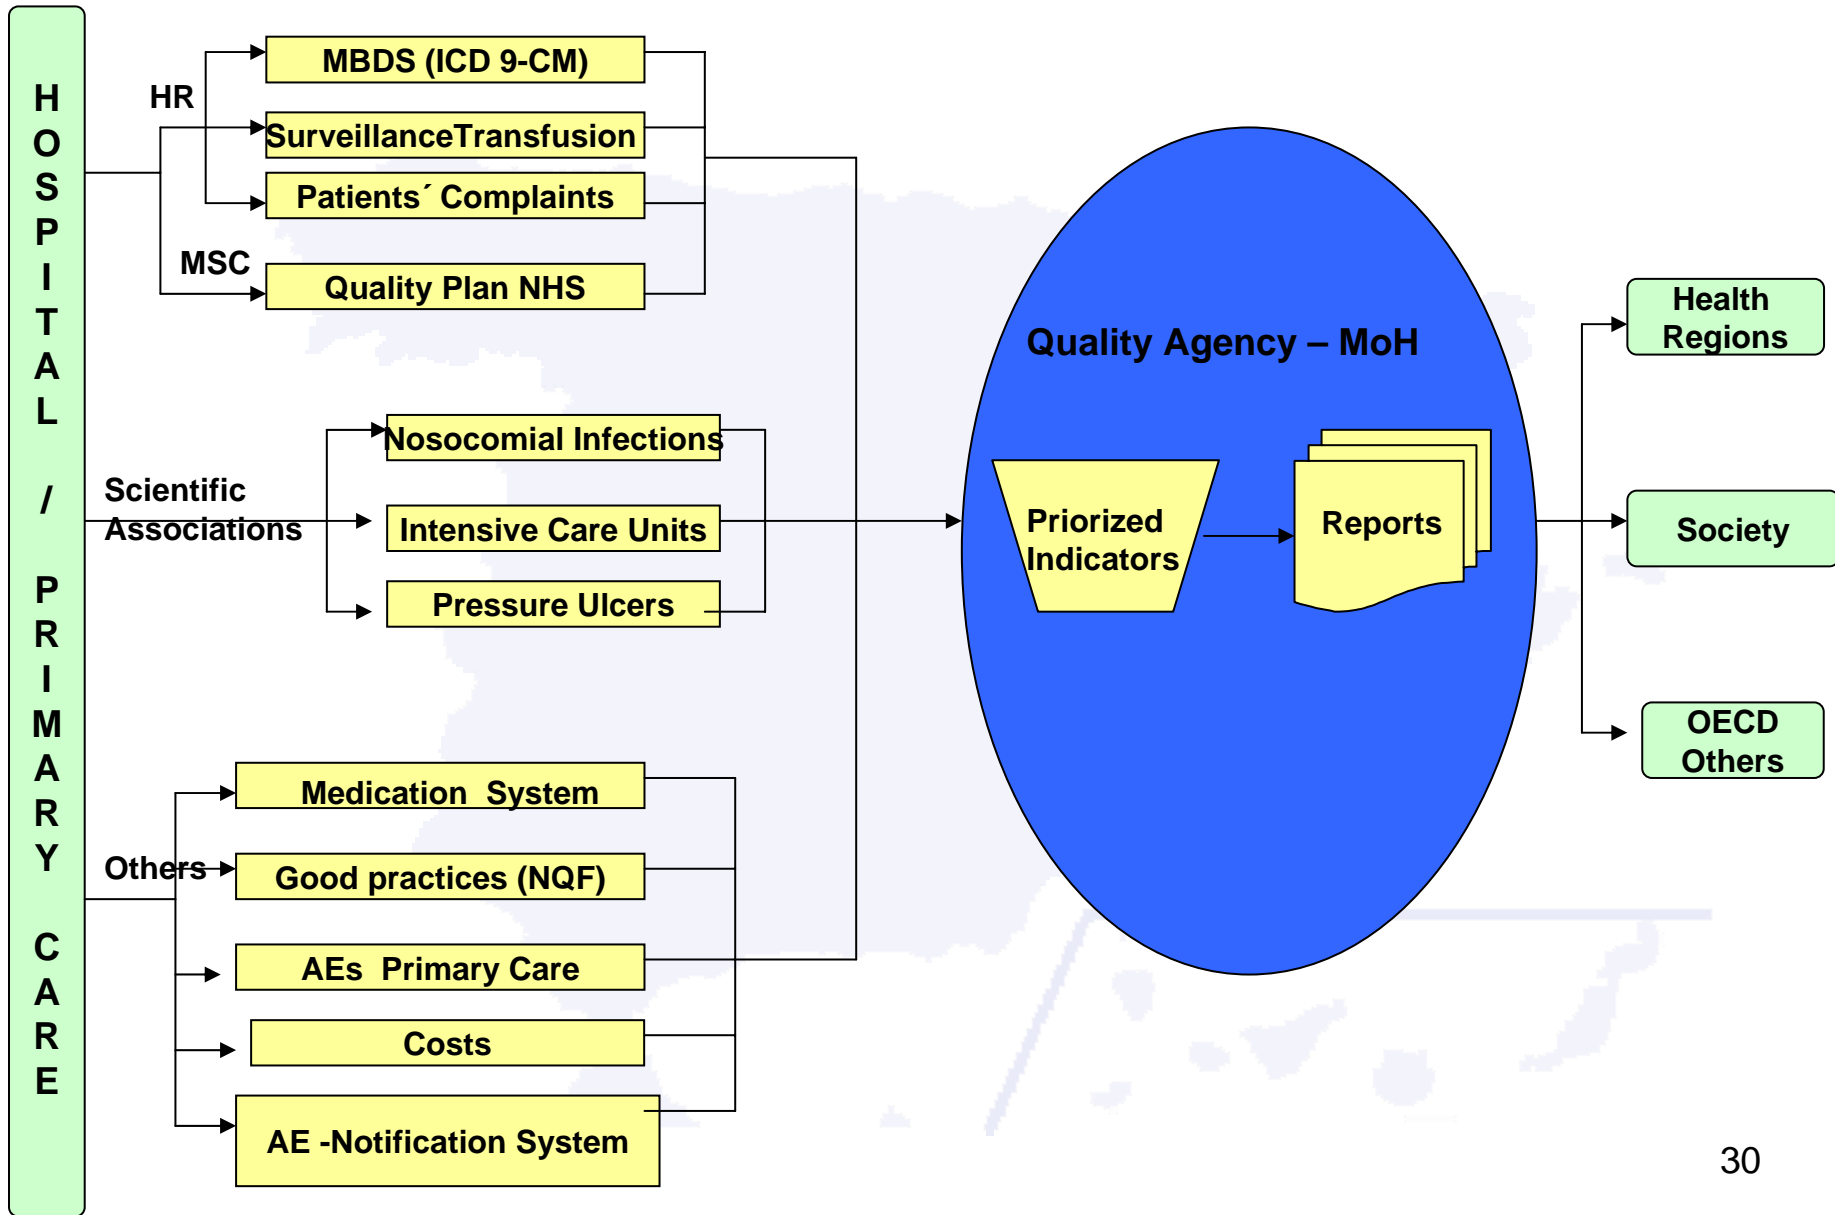 HOSPITAL / PRIMARY CARE
HR
MBDS (ICD 9-CM)
SurveillanceTransfusion
Patients´ Complaints
MSC
Quality Plan NHS
Scientific
Associations
Nosocomial Infections
Intensive Care Units
Pressure Ulcers
Others
Medication System
Good practices (NQF)
AEs Primary Care
Costs
AE -Notification System
Quality Agency – MoH
Priorized
Indicators
Reports
Health
Regions
Society
OECD
Others
30